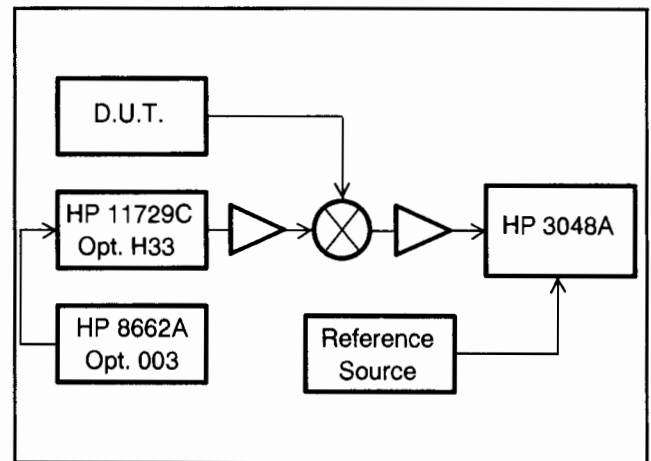 D.U.T.
HP 11729C
Opt. H33
HP 3048A
HP 8662A
Opt. 003
Reference
Source